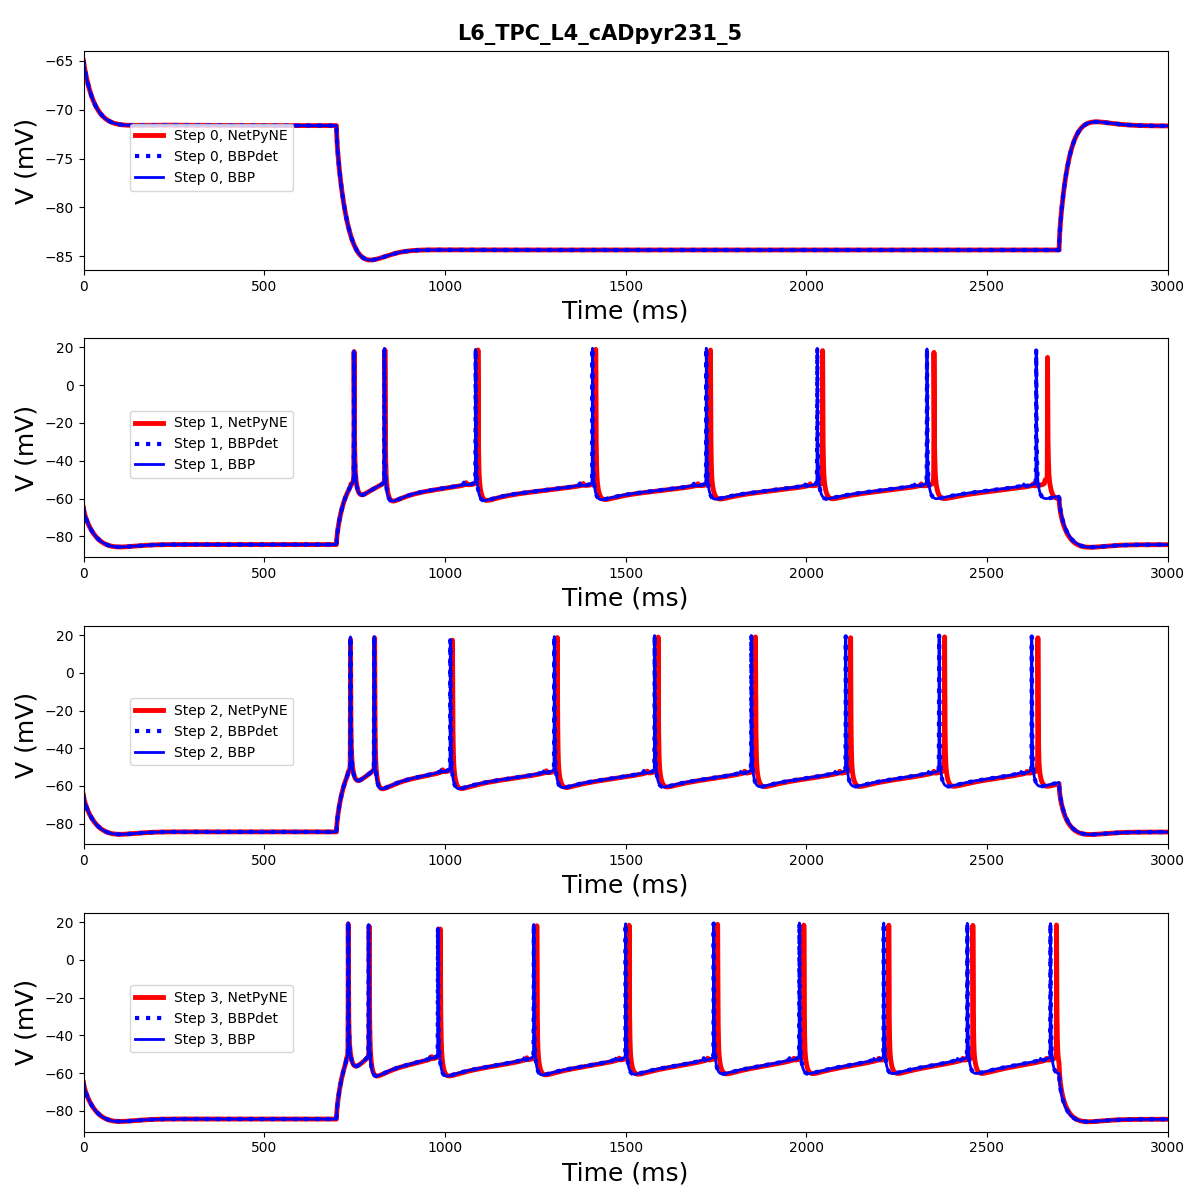 L6_TPC_L4_cADpyr231_5
V (mV)
−65
−70
−75
−80
−85
Step 0, NetPyNE
Step 0, BBPdet
Step 0, BBP
0 500 1000 1500 2000 2500 3000
Time (ms)
V (mV)
20
0
−20
−40
−60
−80
Step 1, NetPyNE
Step 1, BBPdet
Step 1, BBP
0 500 1000 1500 2000 2500 3000
Time (ms)
V (mV)
20
0
−20
−40
−60
−80
Step 2, NetPyNE
Step 2, BBPdet
Step 2, BBP
0 500 1000 1500 2000 2500 3000
Time (ms)
V (mV)
20
0
−20
−40
−60
−80
Step 3, NetPyNE
Step 3, BBPdet
Step 3, BBP
0 500 1000 1500 2000 2500 3000
Time (ms)